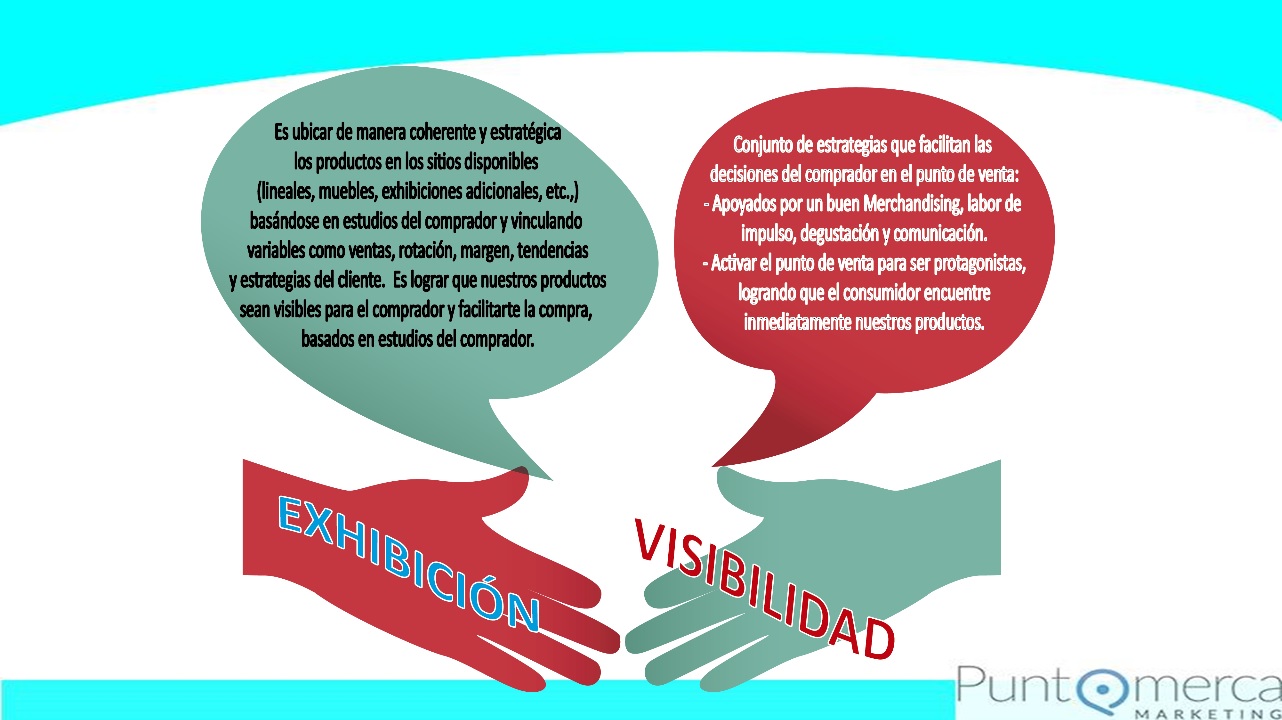 Es ubicar de manera coherente y estratégica
los productos en los sitios disponibles
(lineales, muebles, exhibiciones adicionales, etc.,)
basándose en estudios del comprador y vinculando
variables como ventas, rotación, margen, tendencias
y estrategias del cliente. Es lograr que nuestros productos
sean visibles para el comprador y facilitarte la compra,
basados en estudios del comprador.
Conjunto de estrategias que facilitan las
decisiones del comprador en el punto de venta:
- Apoyados por un buen Merchandising, labor de
impulso, degustación y comunicación.
- Activar el punto de venta para ser protagonistas,
logrando que el consumidor encuentre
inmediatamente nuestros productos.
EXHIBICIÓN
VISIBILIDAD
Punt merca
MARKETING